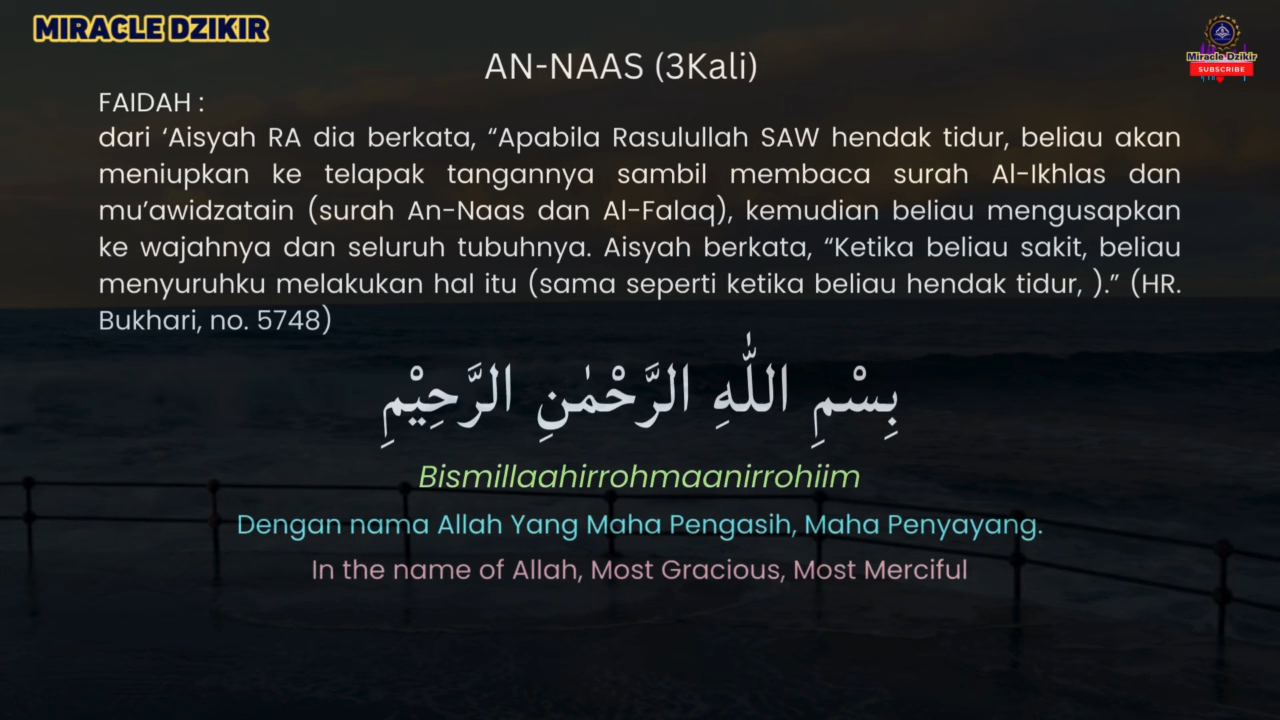 MIRACLE DZIKIR
Miracle Dzikir
SUBSCRIBE
AN-NAAS (3Kali)
FAIDAH :
dari ‘Aisyah RA dia berkata, “Apabila Rasulullah SAW hendak tidur, beliau akan
meniupkan ke telapak tangannya sambil membaca surah Al-Ikhlas dan
mu’awidzatain (surah An-Naas dan Al-Falaq), kemudian beliau mengusapkan
ke wajahnya dan seluruh tubuhnya. Aisyah berkata, “Ketika beliau sakit, beliau
menyuruhku melakukan hal itu (sama seperti ketika beliau hendak tidur, ).” (HR.
Bukhari, no. 5748)
بِسْمِ اللّٰهِ الرَّحْمٰنِ الرَّحِيْمِ
Bismillaahirrohmaanirrohiim
Dengan nama Allah Yang Maha Pengasih, Maha Penyayang.
In the name of Allah, Most Gracious, Most Merciful